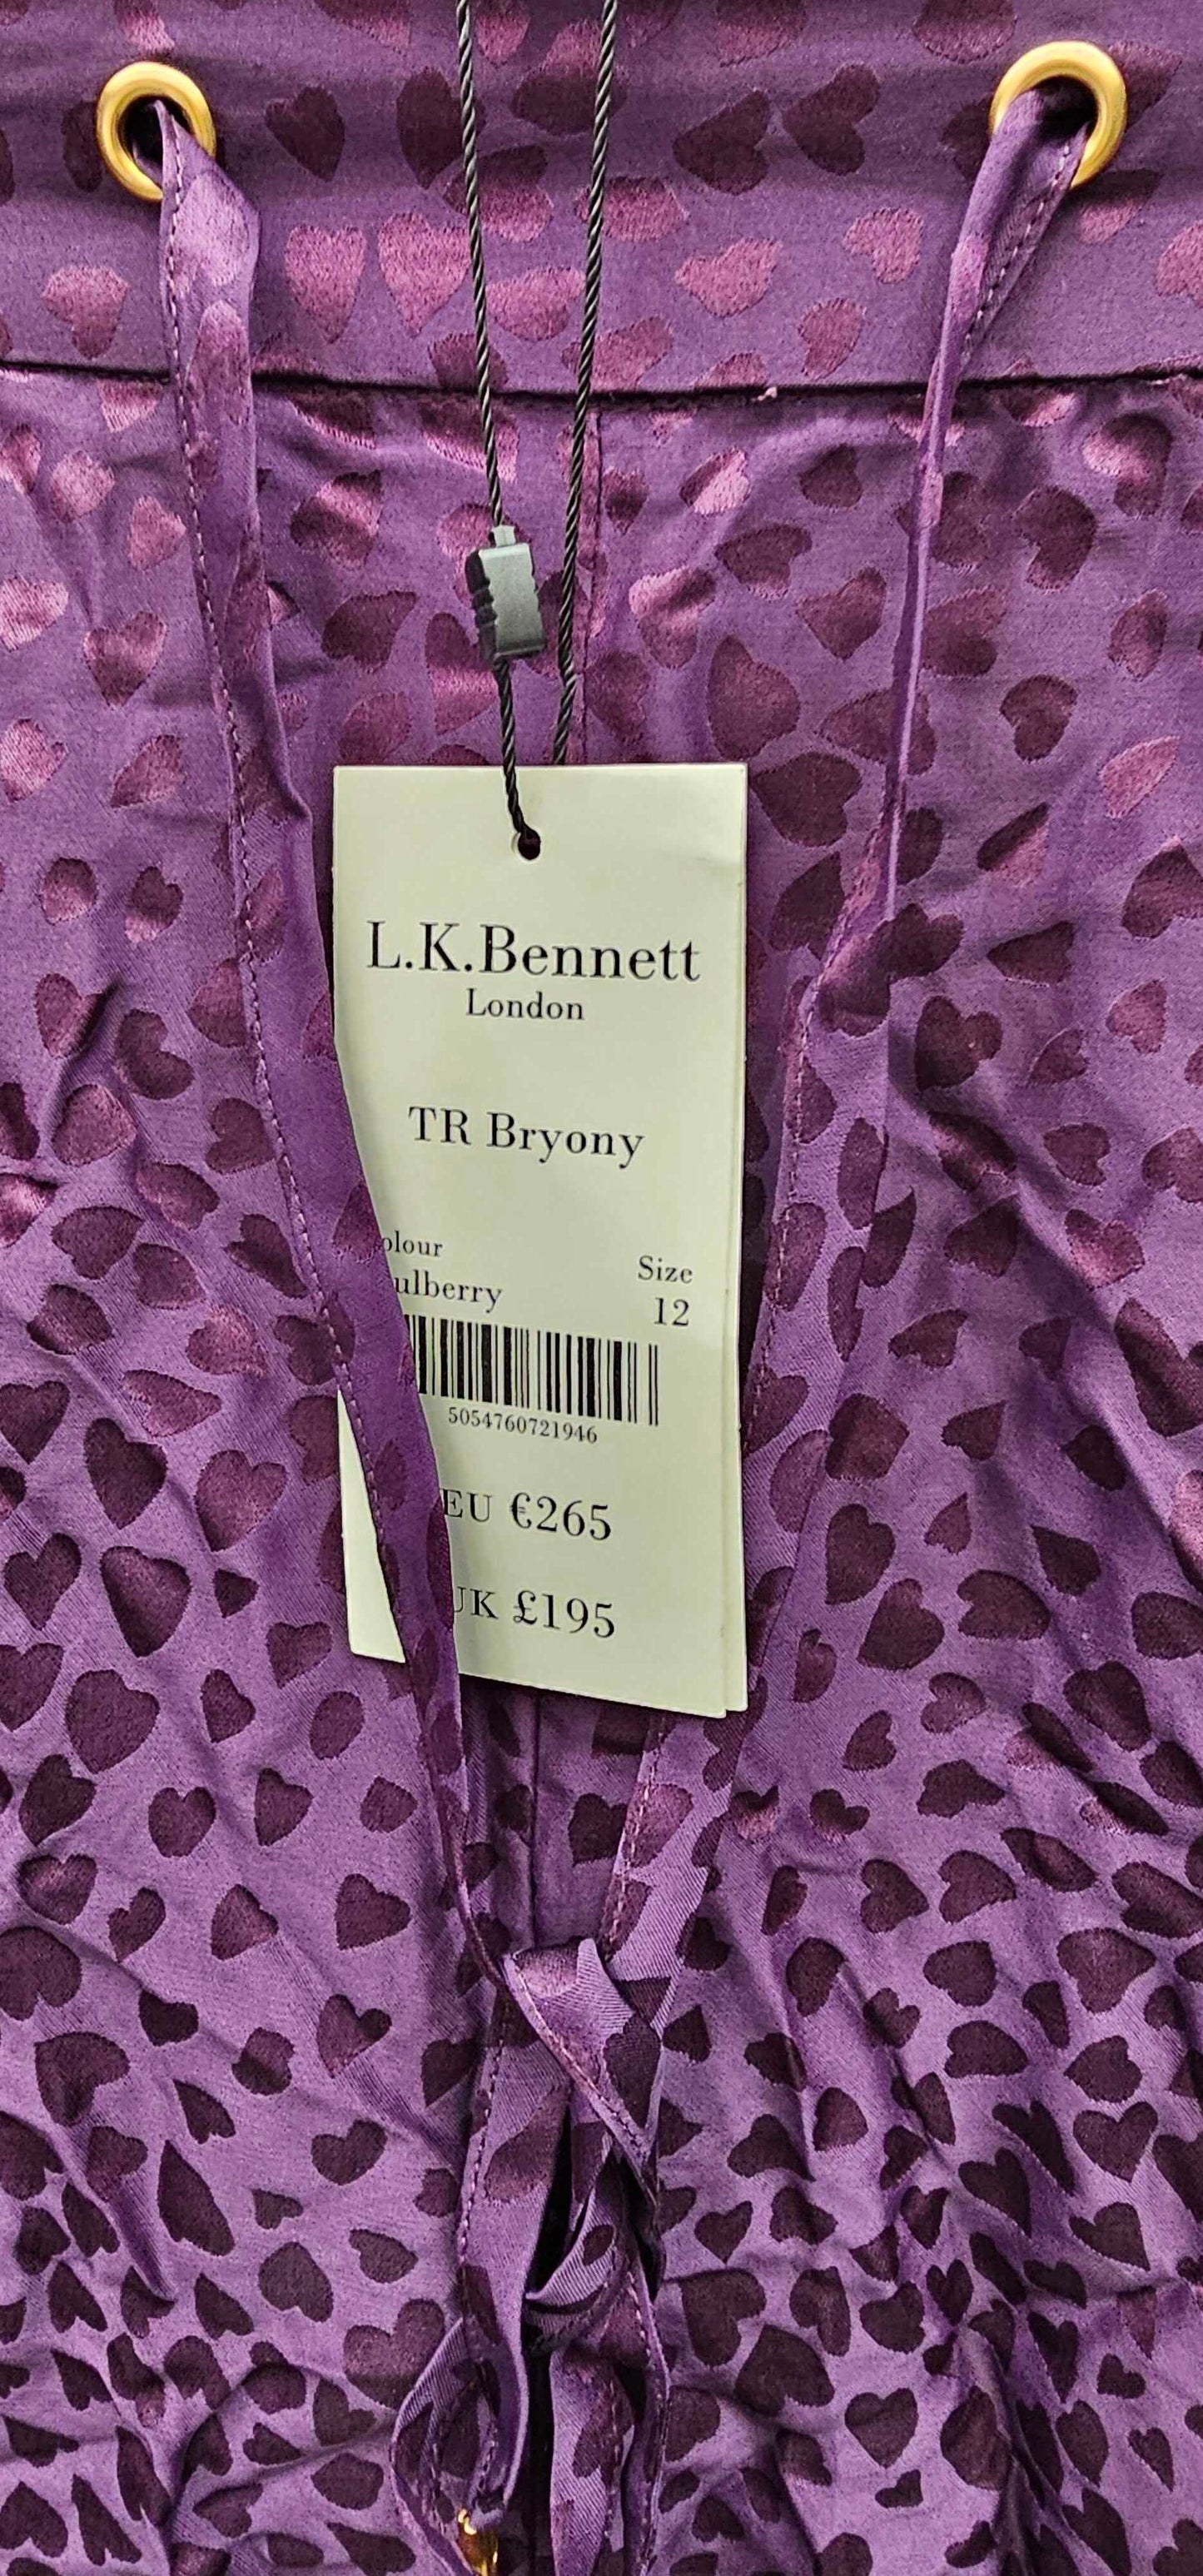 L.K.Bennett
London
TR Bryony
olour
Size
ulberry
12
5054760721946
EU €265
UK £195